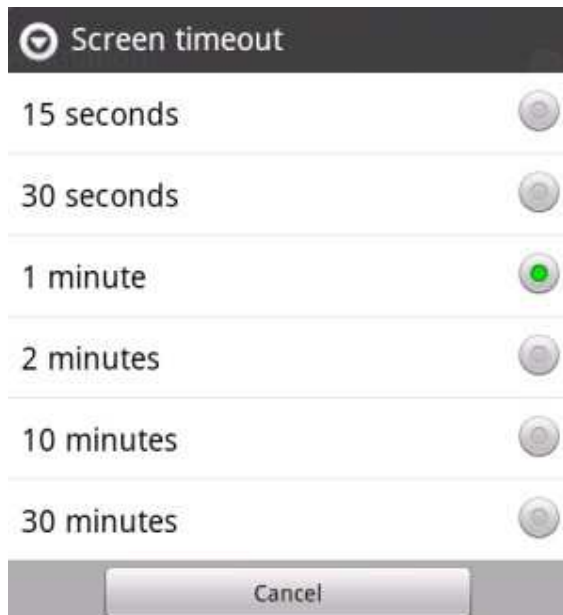 Screen timeout
15 seconds
30 seconds
1 minute
2 minutes
10 minutes
30 minutes
Cancel